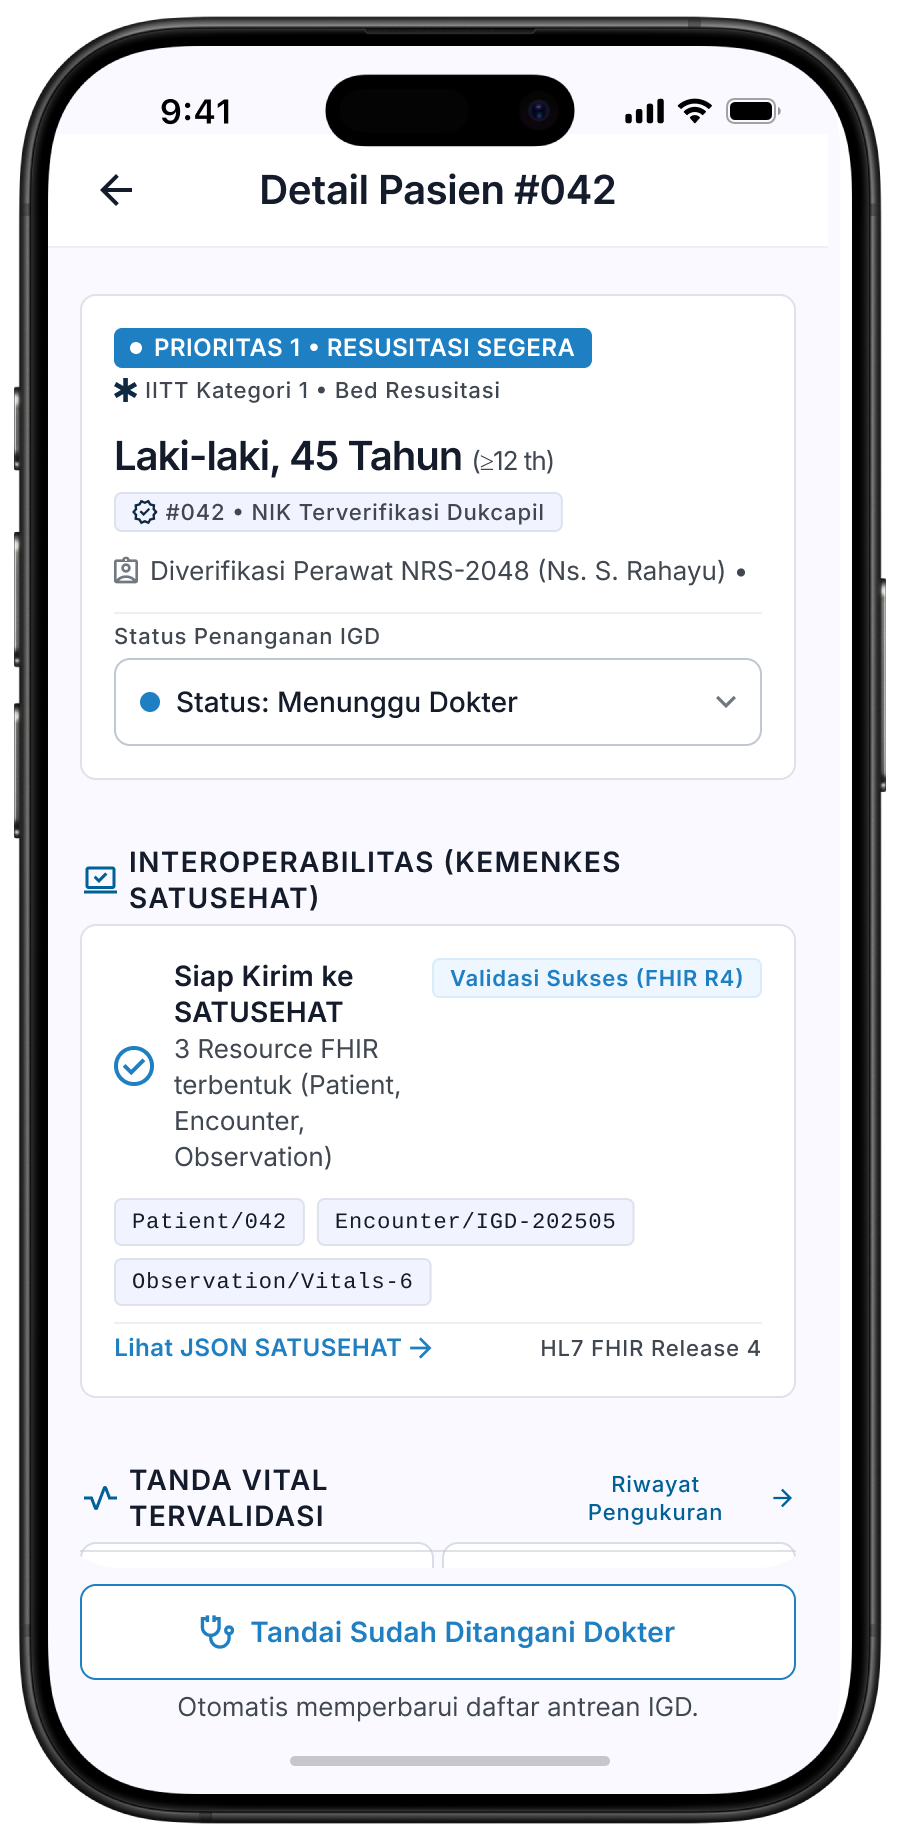 9:41
Detail Pasien #042
PRIORITAS 1 • RESUSITASI SEGERA
IITT Kategori 1 • Bed Resusitasi
Laki-laki, 45 Tahun (≥12 th)
#042 • NIK Terverifikasi Dukcapil
Diverifikasi Perawat NRS-2048 (Ns. S. Rahayu) •
Status Penanganan IGD
Status: Menunggu Dokter
INTEROPERABILITAS (KEMENKES
SATUSEHAT)
Siap Kirim ke
SATUSEHAT
Validasi Sukses (FHIR R4)
3 Resource FHIR
terbentuk (Patient,
Encounter,
Observation)
Patient/042
Encounter/IGD-202505
Observation/Vitals-6
Lihat JSON SATUSEHAT →
HL7 FHIR Release 4
TANDA VITAL
TERVALIDASI
Riwayat
Pengukuran →
Tandai Sudah Ditangani Dokter
Otomatis memperbarui daftar antrean IGD.